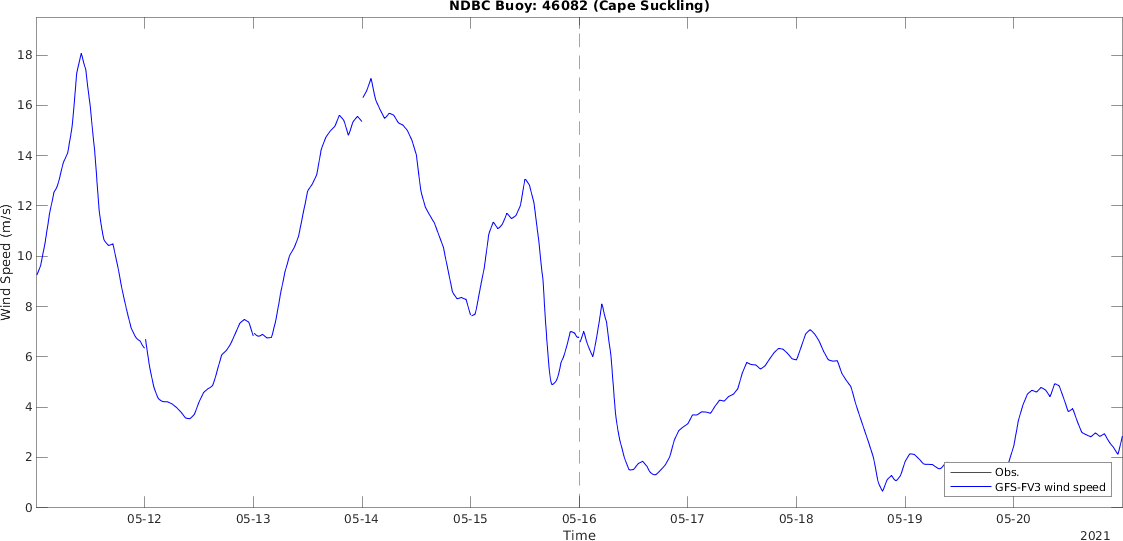 NDBC Buoy: 46082 (Cape Suckling)
Wind Speed (m/s)
18
16
14
12
10
8
6
4
2
0
Obs.
GFS-FV3 wind speed
05-12 05-13 05-14 05-15 05-16 05-17 05-18 05-19 05-20
Time
2021